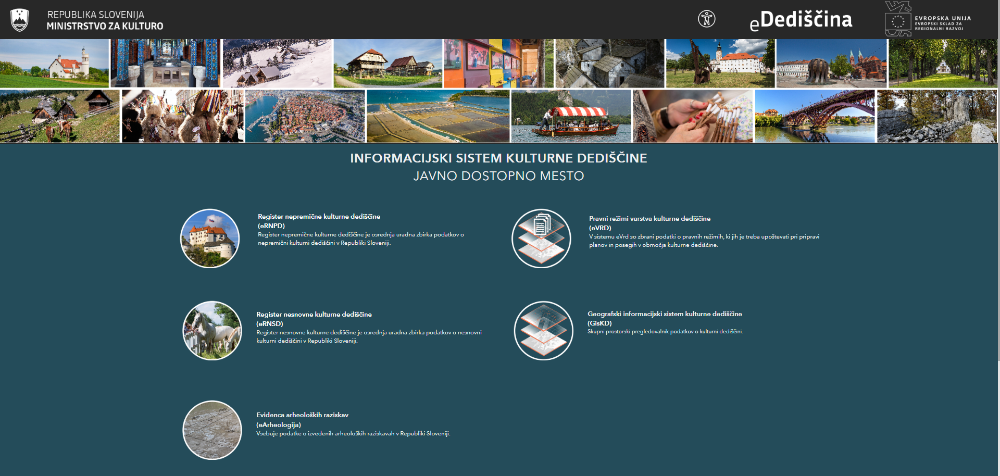 REPUBLIKA SLOVENIJA
MINISTRSTVO ZA KULTURO
eDediščina
EVROPSKA UNIJA
EVROPSKI SKLAD ZA
REGIONALNI RAZVOJ
INFORMACIJSKI SISTEM KULTURNE DEDIŠČINE
JAVNO DOSTOPNO MESTO
Register nepremične kulturne dediščine
(eRNPD)
Register nepremične kulturne dediščine je osrednja uradna zbirka podatkov o
nepremični kulturni dediščini v Republiki Sloveniji.
Pravni režimi varstva kulturne dediščine
(eVRD)
V sistemu eVrd so zbrani podatki o pravnih režimih, ki jih je treba upoštevati pri pripravi
planov in posegih v območja kulturne dediščine.
Register nesnovne kulturne dediščine
(eRNSD)
Register nesnovne kulturne dediščine je osrednja uradna zbirka podatkov o nesnovni
kulturni dediščini v Republiki Sloveniji.
Geografski informacijski sistem kulturne dediščine
(GisKD)
Skupni prostorski pregledovalnik podatkov o kulturni dediščini.
Evidenca arheoloških raziskav
(eArheologija)
Vsebuje podatke o izvedenih arheoloških raziskavah v Republiki Sloveniji.